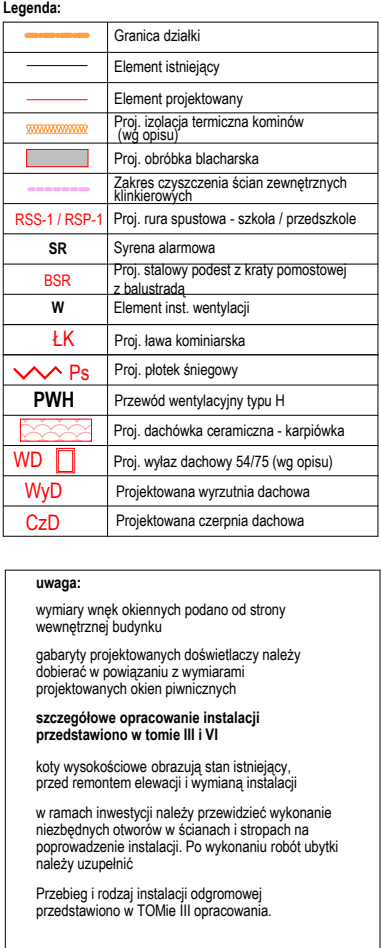 Legenda:
Granica działki
Element istniejący
Element projektowany
Proj. izolacja termiczna kominów
(wg opisu)
Proj. obróbka blacharska
Zakres czyszczenia ścian zewnętrznych
klinkierowych
RSS-1 / RSP-1 Proj. rura spustowa - szkoła / przedszkole
SR Syrena alarmowa
BSR Proj. stalowy podest z kraty pomostowej
z balustradą
W Element inst. wentylacji
ŁK Proj. ława kominiarska
Ps Proj. płotek śniegowy
PWH Przewód wentylacyjny typu H
Proj. dachówka ceramiczna - karpiówka
WD Proj. wyłaz dachowy 54/75 (wg opisu)
WyD Projektowana wyrzutnia dachowa
CzD Projektowana czerpnia dachowa
uwaga:
wymiary wnęk okiennych podano od strony
wewnętrznej budynku
gabaryty projektowanych doświetlaczy należy
dobierać w powiązaniu z wymiarami
projektowanych okien piwnicznych
szczegółowe opracowanie instalacji
przedstawiono w tomie III i VI
koty wysokościowe obrazują stan istniejący,
przed remontem elewacji i wymianą instalacji
w ramach inwestycji należy przewidzieć wykonanie
niezbędnych otworów w ścianach i stropach na
poprowadzenie instalacji. Po wykonaniu robót ubytki
należy uzupełnić
Przebieg i rodzaj instalacji odgromowej
przedstawiono w TOMie III opracowania.